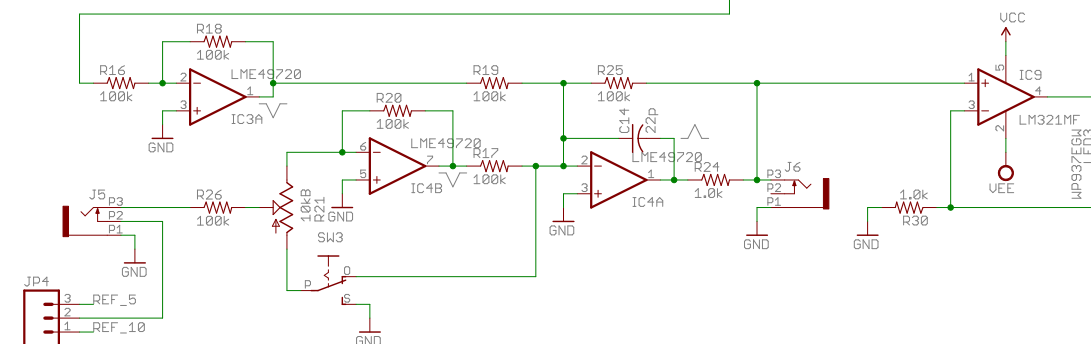 VCC
R18
100k
LME49720
R16
100k
2
3
1
IC3A
GND
R19
100k
R25
100k
1
3
5
4
2
IC9
LM321MF
VEE
R20
100k
LME49720
6
5
7
IC4B
GND
R17
100k
C14
22p
LME49720
2
3
1
IC4A
GND
R24
1.0k
J6
P3
P2
P1
GND
1.0k
R30
GND
J5
P3
P2
P1
GND
R26
100k
10kB
R21
SW3
P
O
S
GND
JP4
3
2
1
REF_5
REF_10